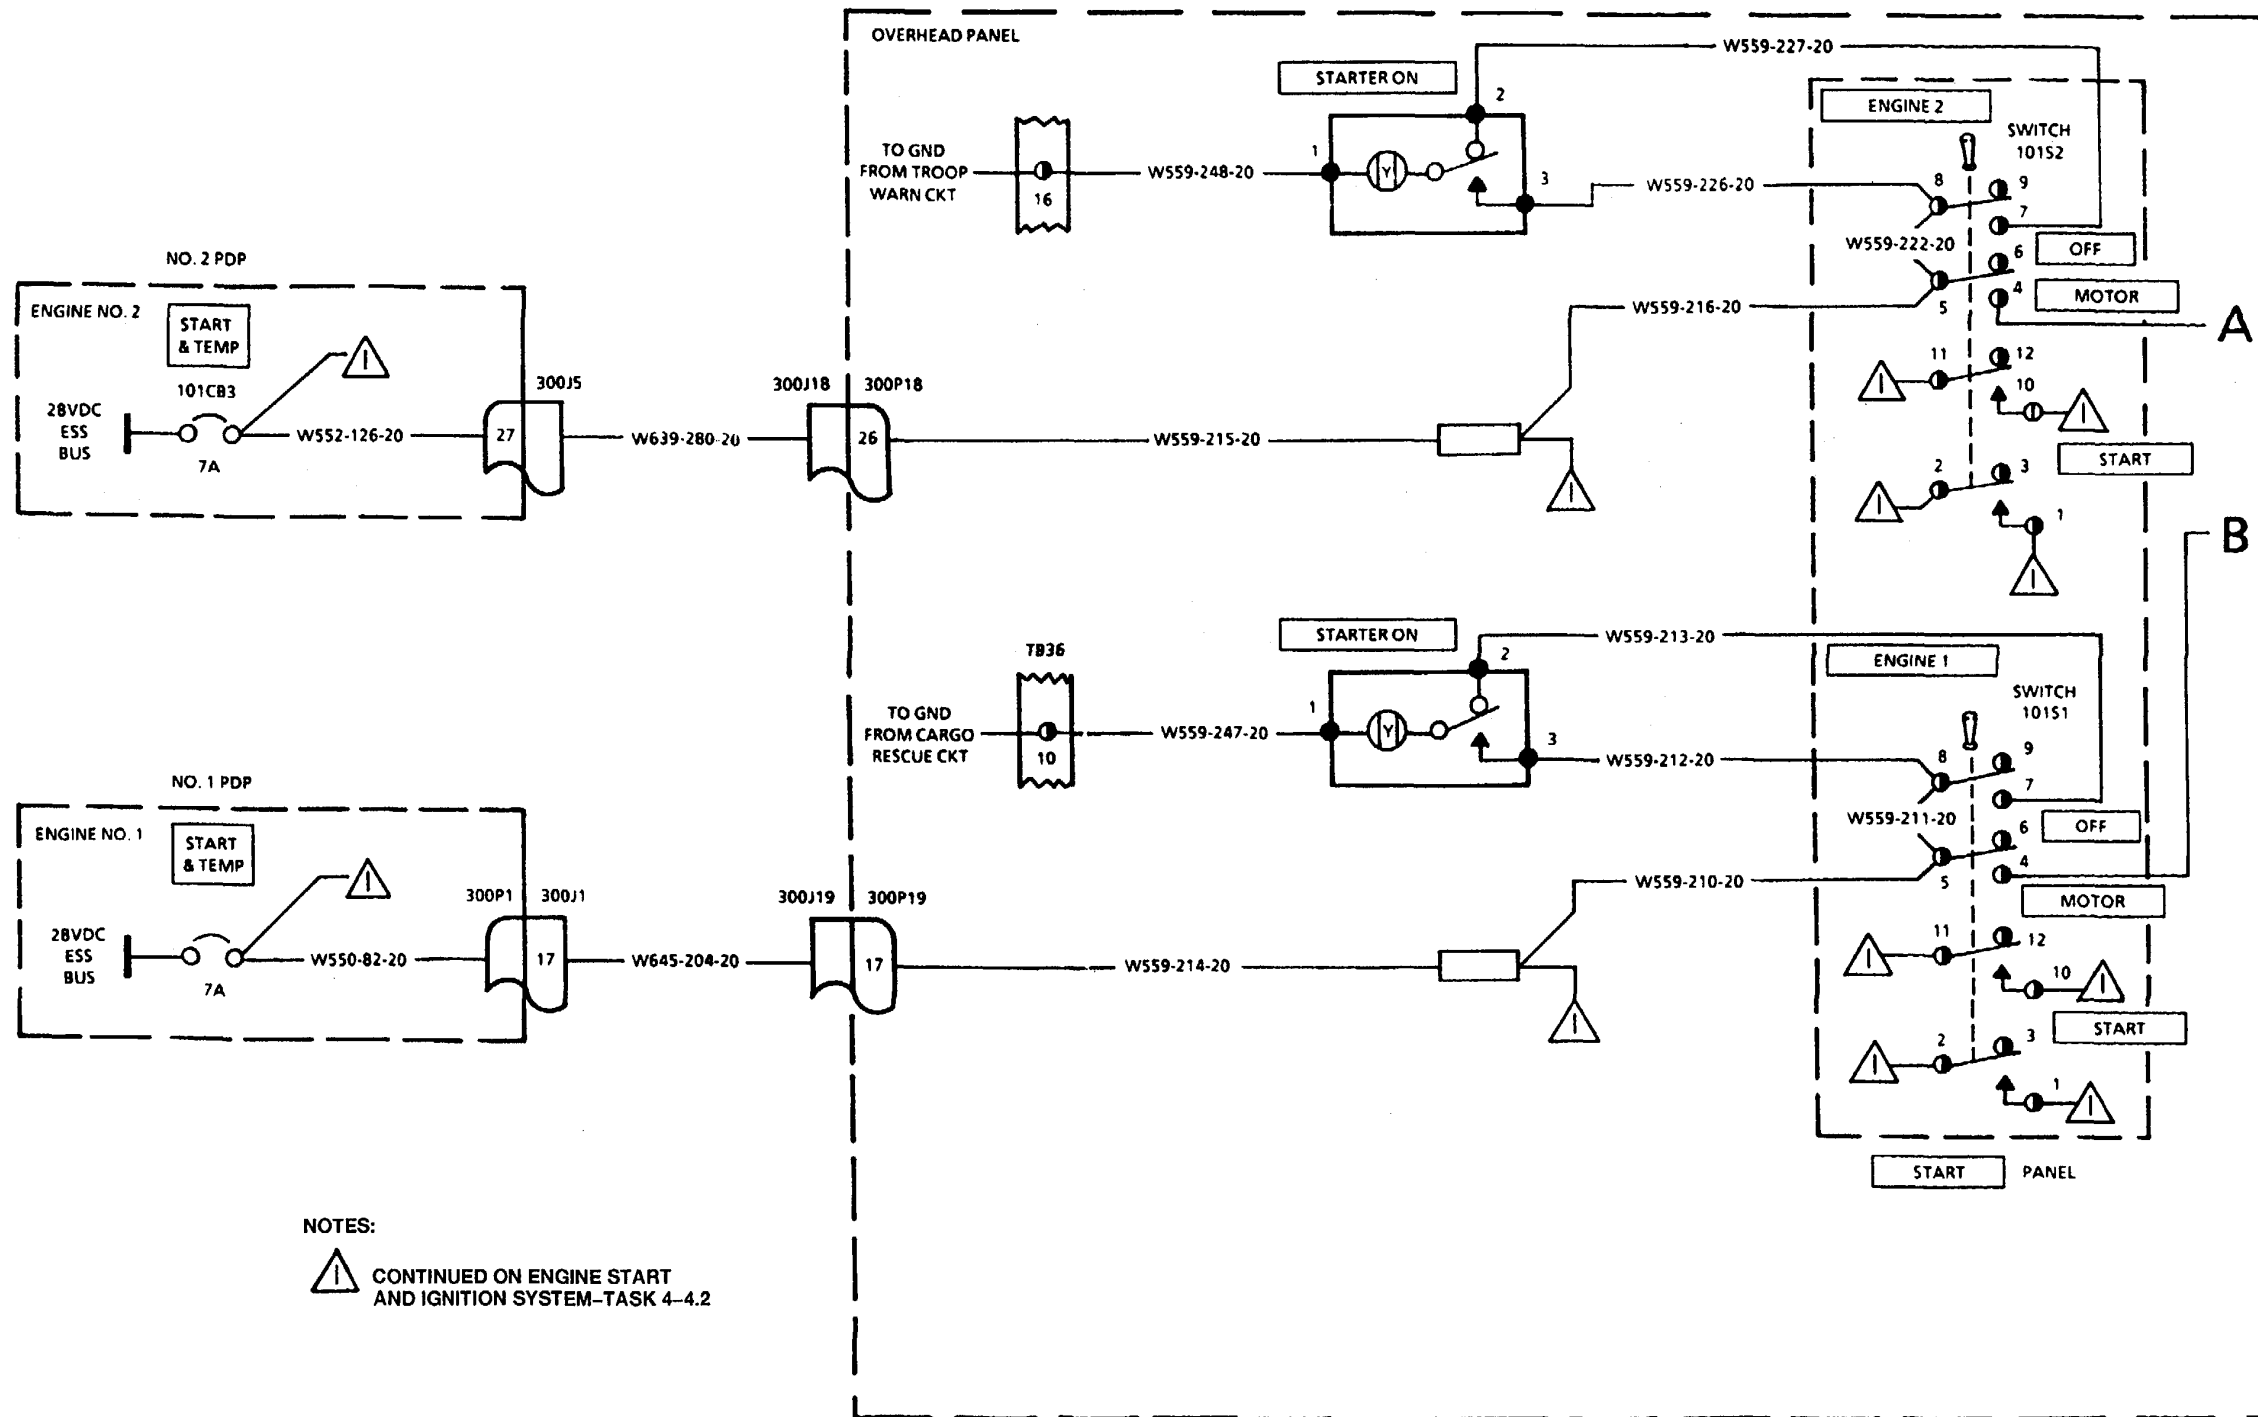 OVERHEAD PANEL
W559-227-20
STARTER ON
ENGINE 2
2
SWITCH
101S2
TO GND
FROM TROOP
WARN CKT
16
W559-248-20
1
Y
3
W559-226-20
8
9
7
W559-222-20
OFF
6
4
MOTOR
5
W559-216-20
A
NO. 2 PDP
ENGINE NO. 2
START
& TEMP
101CB3
28VDC
ESS
BUS
7A
W552-126-20
27
300J5
W639-280-20
300J18
300P18
26
W559-215-20
11
12
10
START
2
3
1
B
STARTER ON
W559-213-20
ENGINE 1
TB36
2
SWITCH
101S1
TO GND
FROM CARGO
RESCUE CKT
10
W559-247-20
1
Y
3
W559-212-20
8
9
7
W559-211-20
OFF
6
4
5
MOTOR
W559-210-20
NO. 1 PDP
ENGINE NO. 1
START
& TEMP
28VDC
ESS
BUS
7A
W550-82-20
300P1
300J1
17
W645-204-20
300J19
300P19
17
W559-214-20
11
12
10
START
2
3
1
START PANEL
NOTES:
CONTINUED ON ENGINE START
AND IGNITION SYSTEM–TASK 4–4.2